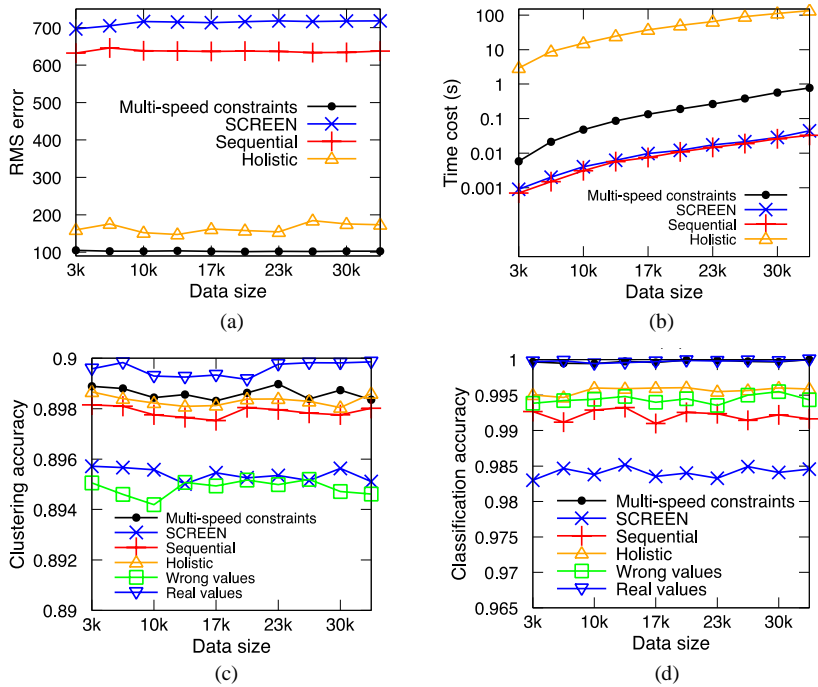 750
700
600
500
400
300
200
100
RMS error
Multi-speed constraints
SCREEN
Sequential
Holistic
3k 10k 17k 23k 30k
Data size
(a)
100
10
1
0.1
0.01
0.001
Time cost (s)
Multi-speed constraints
SCREEN
Sequential
Holistic
3k 10k 17k 23k 30k
Data size
(b)
0.9
0.898
0.896
0.894
0.892
0.89
Clustering accuracy
Multi-speed constraints
SCREEN
Sequential
Holistic
Wrong values
Real values
3k 10k 17k 23k 30k
Data size
(c)
1
0.995
0.99
0.985
0.98
0.975
0.97
0.965
Classification accuracy
Multi-speed constraints
SCREEN
Sequential
Holistic
Wrong values
Real values
3k 10k 17k 23k 30k
Data size
(d)